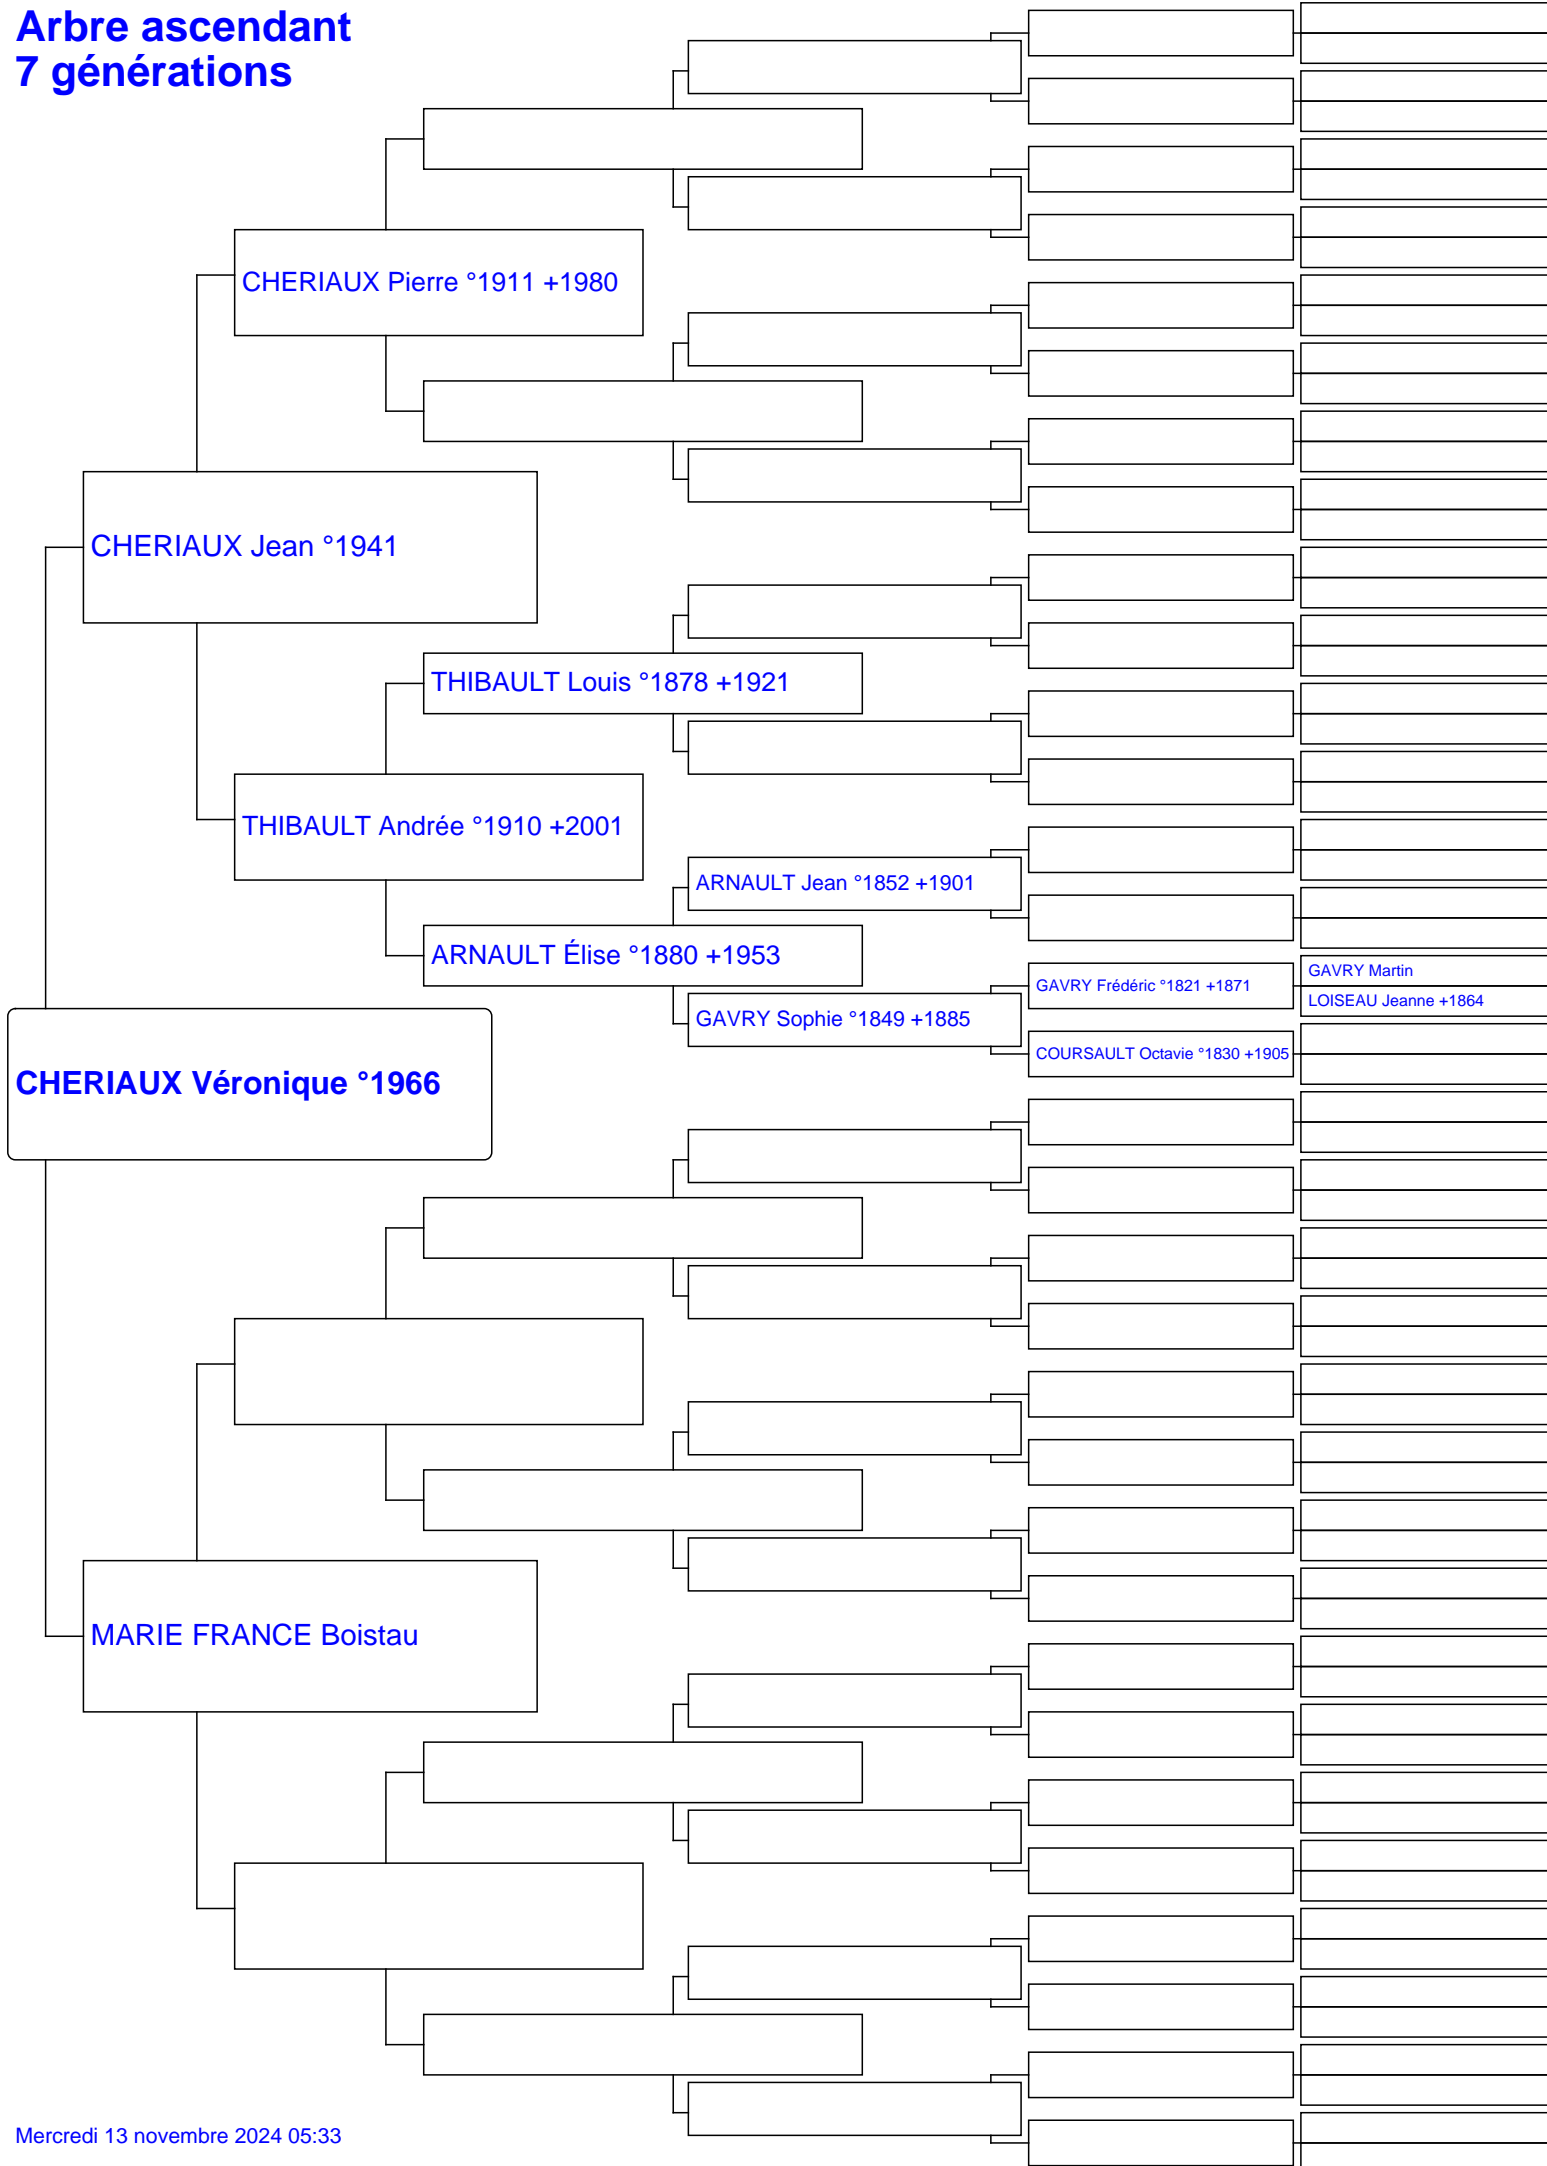 Arbre ascendant
7 générations
CHERIAUX Pierre °1911 +1980
CHERIAUX Jean °1941
THIBAULT Louis °1878 +1921
THIBAULT Andrée °1910 +2001
ARNAULT Jean °1852 +1901
ARNAULT Élise °1880 +1953
GAVRY Martin
GAVRY Frédéric °1821 +1871
LOISEAU Jeanne +1864
GAVRY Sophie °1849 +1885
COURSAULT Octavie °1830 +1905
CHERIAUX Véronique °1966
MARIE FRANCE Boistau
Mercredi 13 novembre 2024 05:33